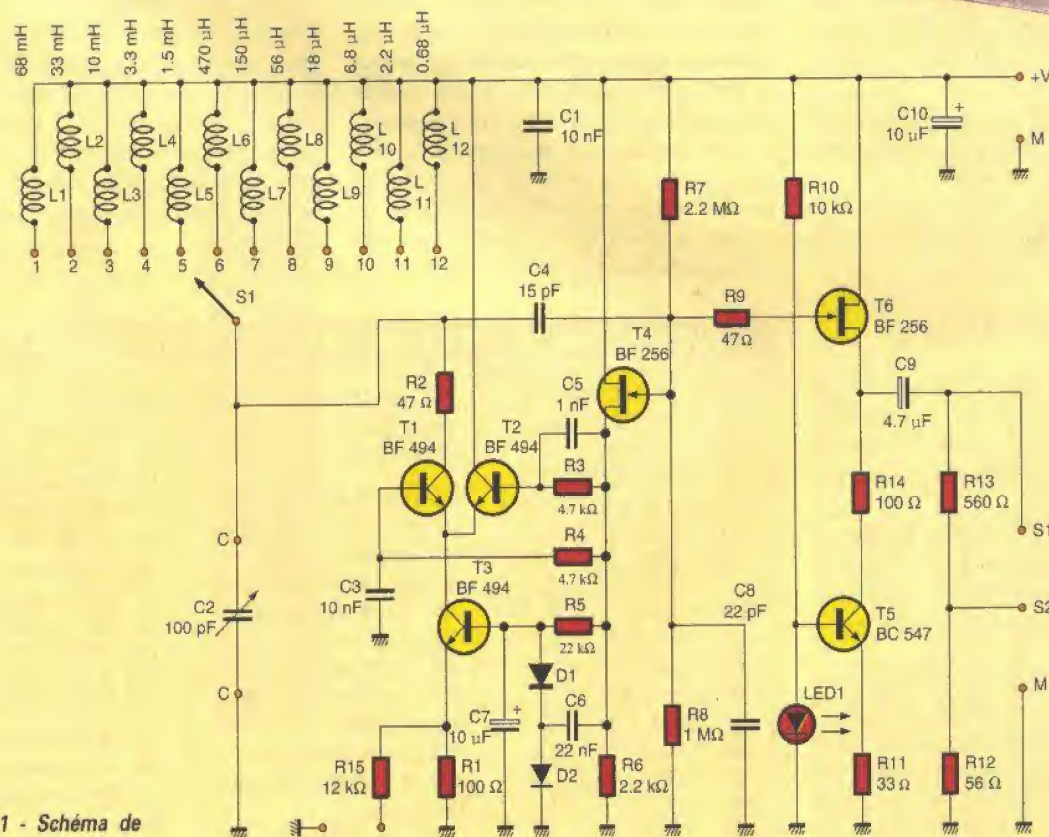 68 mH
33 mH
10 mH
3.3 mH
1.5 mH
470 µH
150 µH
56 µH
18 µH
6.8 µH
2.2 µH
0.68 µH
L1
L2
L3
L4
L5
L6
L7
L8
L9
L
10
L
11
L
12
1
2
3
4
5
6
7
8
9
10
11
12
S1
C1
10 nF
C10
10 µF
+
+V
M
R7
2.2 MΩ
R10
10 kΩ
C4
15 pF
R9
47 Ω
T6
BF 256
T4
BF 256
C9
4.7 µF
R2
47 Ω
C5
1 nF
T1
BF 494
T2
BF 494
R3
4.7 kΩ
R14
100 Ω
R13
560 Ω
S1
C
R4
4.7 kΩ
C3
10 nF
T3
BF 494
C2
100 pF
R5
22 kΩ
C8
22 pF
T5
BC 547
S2
C
D1
C7
10 µF
+
C6
22 nF
D2
R8
1 MΩ
LED1
M
R15
12 kΩ
R1
100 Ω
R6
2.2 kΩ
R11
33 Ω
R12
56 Ω
1 - Schéma de